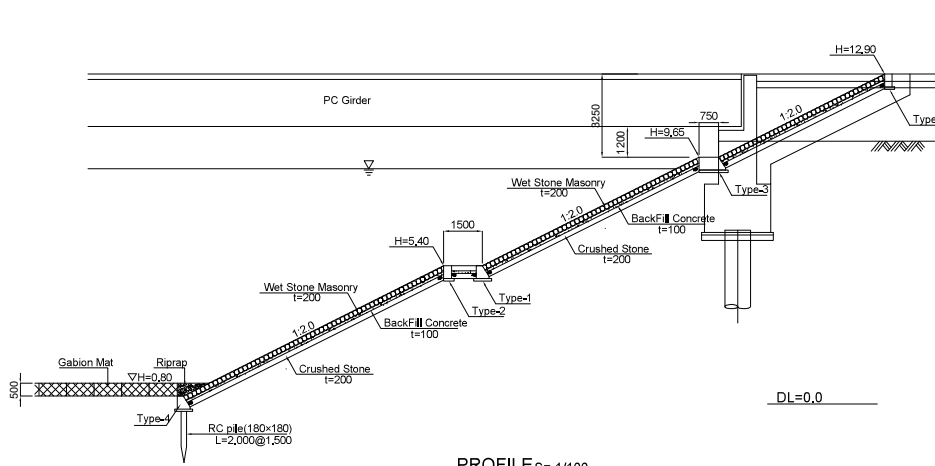 H=12.90
PC Girder
3250
1200
750
1:2.0
H=9.65
Type
Wet Stone Masonry
t=200
Type-3
1:2.0
BackFill Concrete
t=100
1500
H=5.40
Crushed Stone
t=200
Wet Stone Masonry
t=200
Type-1
Type-2
1:2.0
BackFill Concrete
t=100
Gabion Mat
Riprap
H=0.80
Crushed Stone
t=200
500
DL=0.0
Type-4
RC pile(180×180)
L=2.000@1.500
PROFILE S= 1/100